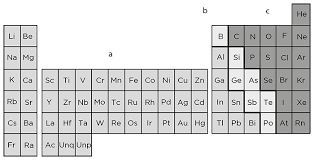 b c
He
Li Be B C N O F Ne
a
Na Mg Al Si P S Cl Ar
K Ca Sc Ti V Cr Mn Fe Co Ni Cu Zn Ga Ge As Se Br Kr
Rb Sr Y Zr Nb Mo Tc Ru Rh Pd Ag Cd In Sn Sb Te I Xe
Cs Ba La Hf Ta W Re Os Ir Pt Au Hg Tl Pb Bi Po At Rn
Fr Ra Ac Unq Unp